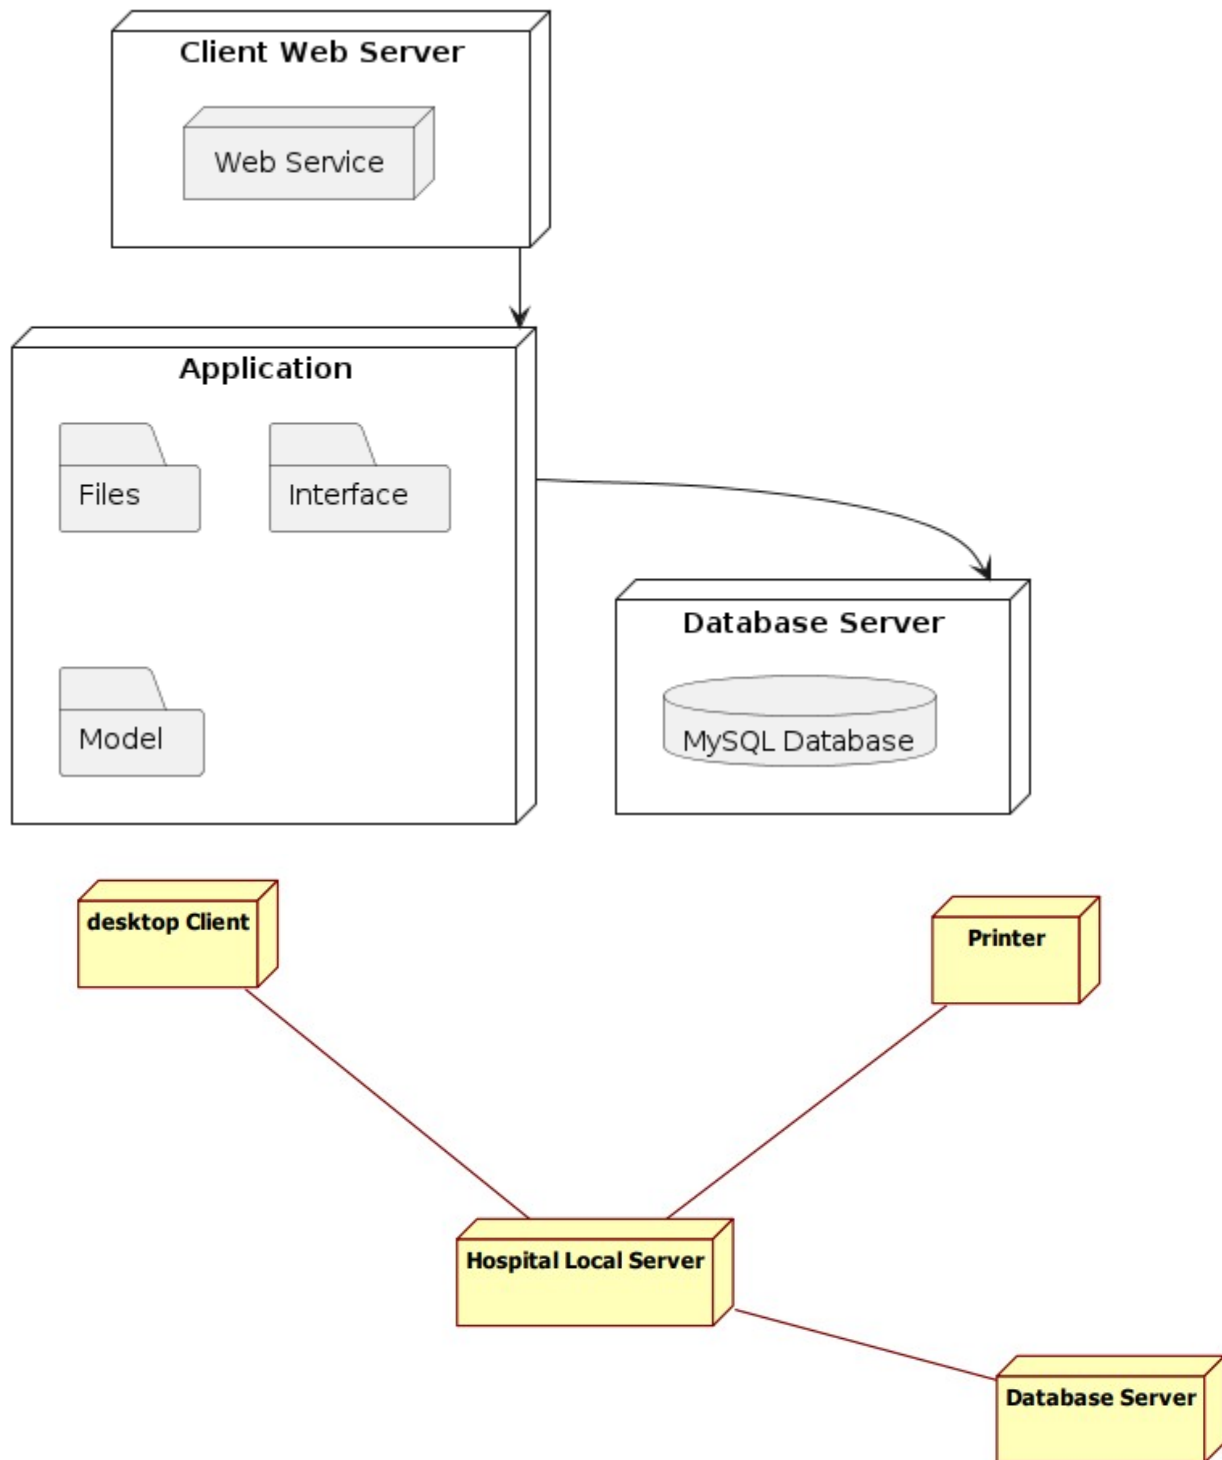 Client Web Server
Web Service
Application
Files
Interface
Model
Database Server
MySQL Database
desktop Client
Printer
Hospital Local Server
Database Server